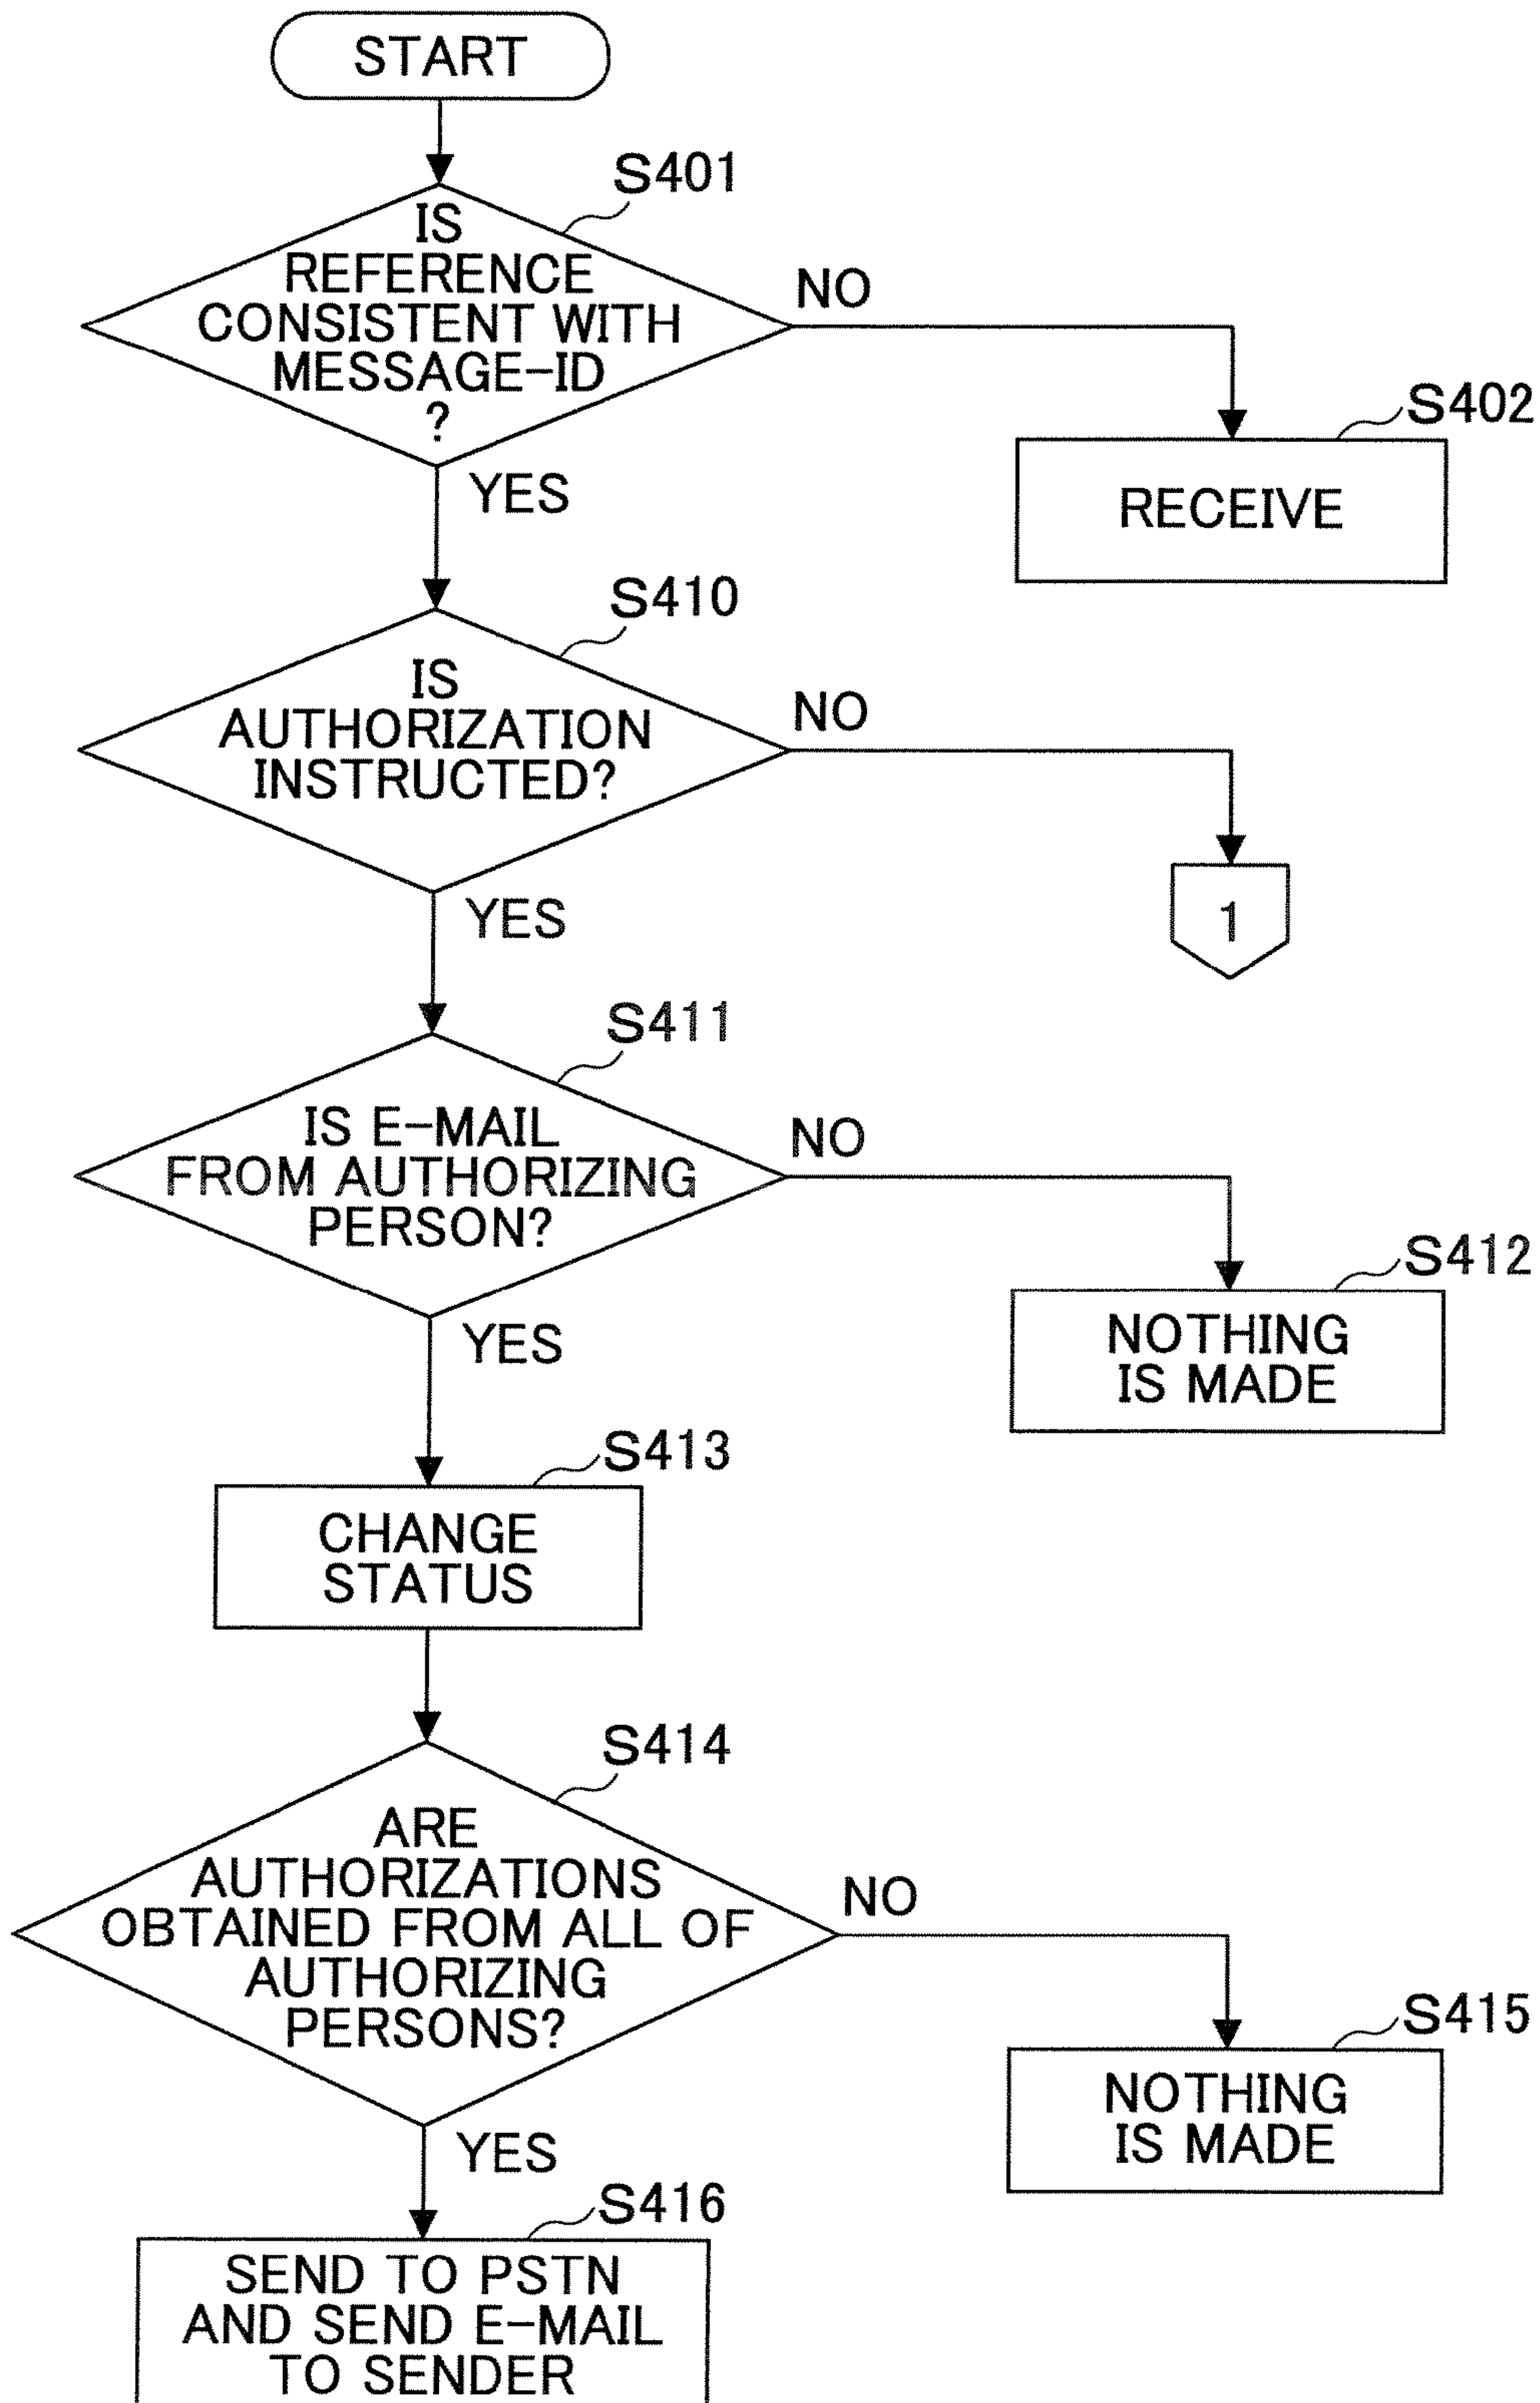 START
S401
IS
REFERENCE
CONSISTENT WITH
MESSAGE-ID
?
NO
YES
S402
RECEIVE
S410
IS
AUTHORIZATION
INSTRUCTED?
NO
YES
1
S411
IS E-MAIL
FROM AUTHORIZING
PERSON?
NO
YES
S412
NOTHING
IS MADE
S413
CHANGE
STATUS
S414
ARE
AUTHORIZATIONS
OBTAINED FROM ALL OF
AUTHORIZING
PERSONS?
NO
YES
S415
NOTHING
IS MADE
S416
SEND TO PSTN
AND SEND E-MAIL
TO SENDER